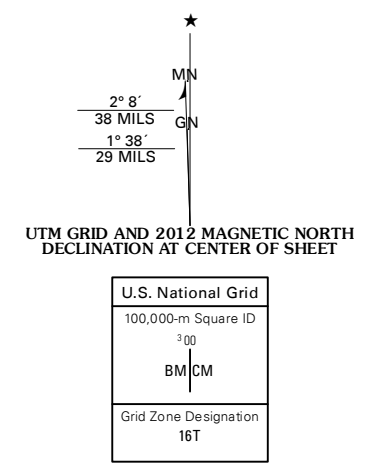 ★
MN
2° 8´
38 MILS
GN
1° 38´
29 MILS
UTM GRID AND 2012 MAGNETIC NORTH
DECLINATION AT CENTER OF SHEET
U.S. National Grid
100,000-m Square ID
³00
BM CM
Grid Zone Designation
16T